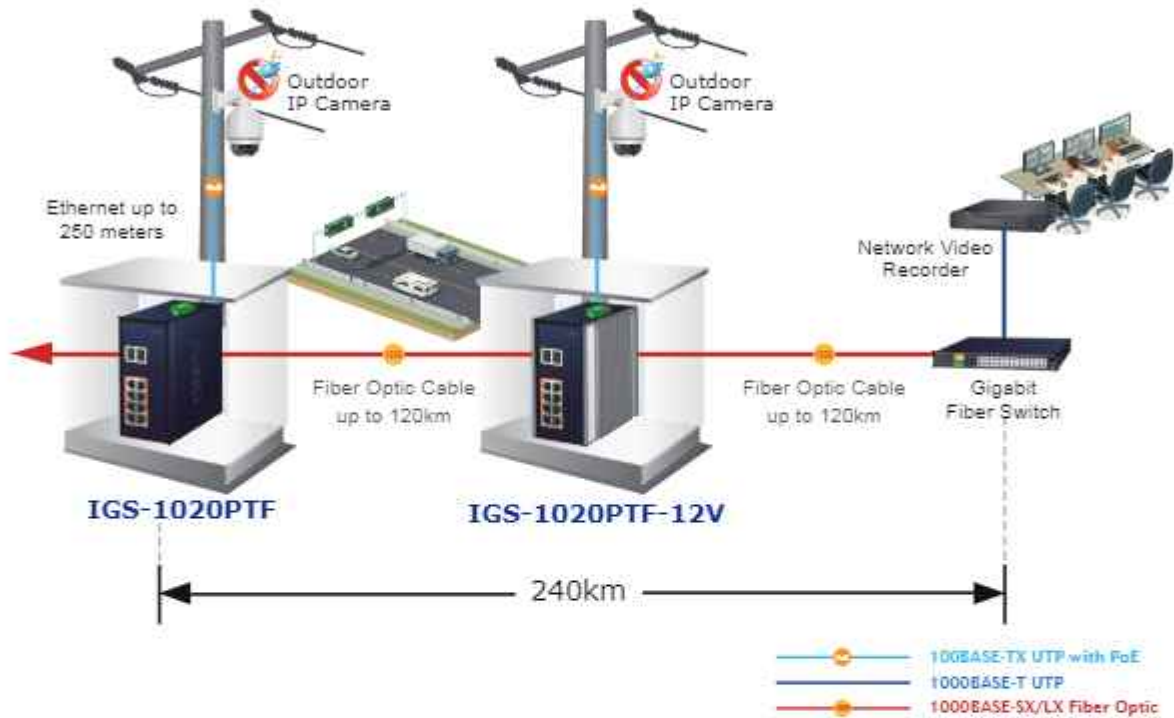 Outdoor
IP Camera
Outdoor
IP Camera
Ethernet up to
250 meters
Network Video
Recorder
Fiber Optic Cable
up to 120km
Fiber Optic Cable
up to 120km
Gigabit
Fiber Switch
IGS-1020PTF
IGS-1020PTF-12V
240km
100BASE-TX UTP with PoE
1000BASE-T UTP
1000BASE-SX/LX Fiber Optic